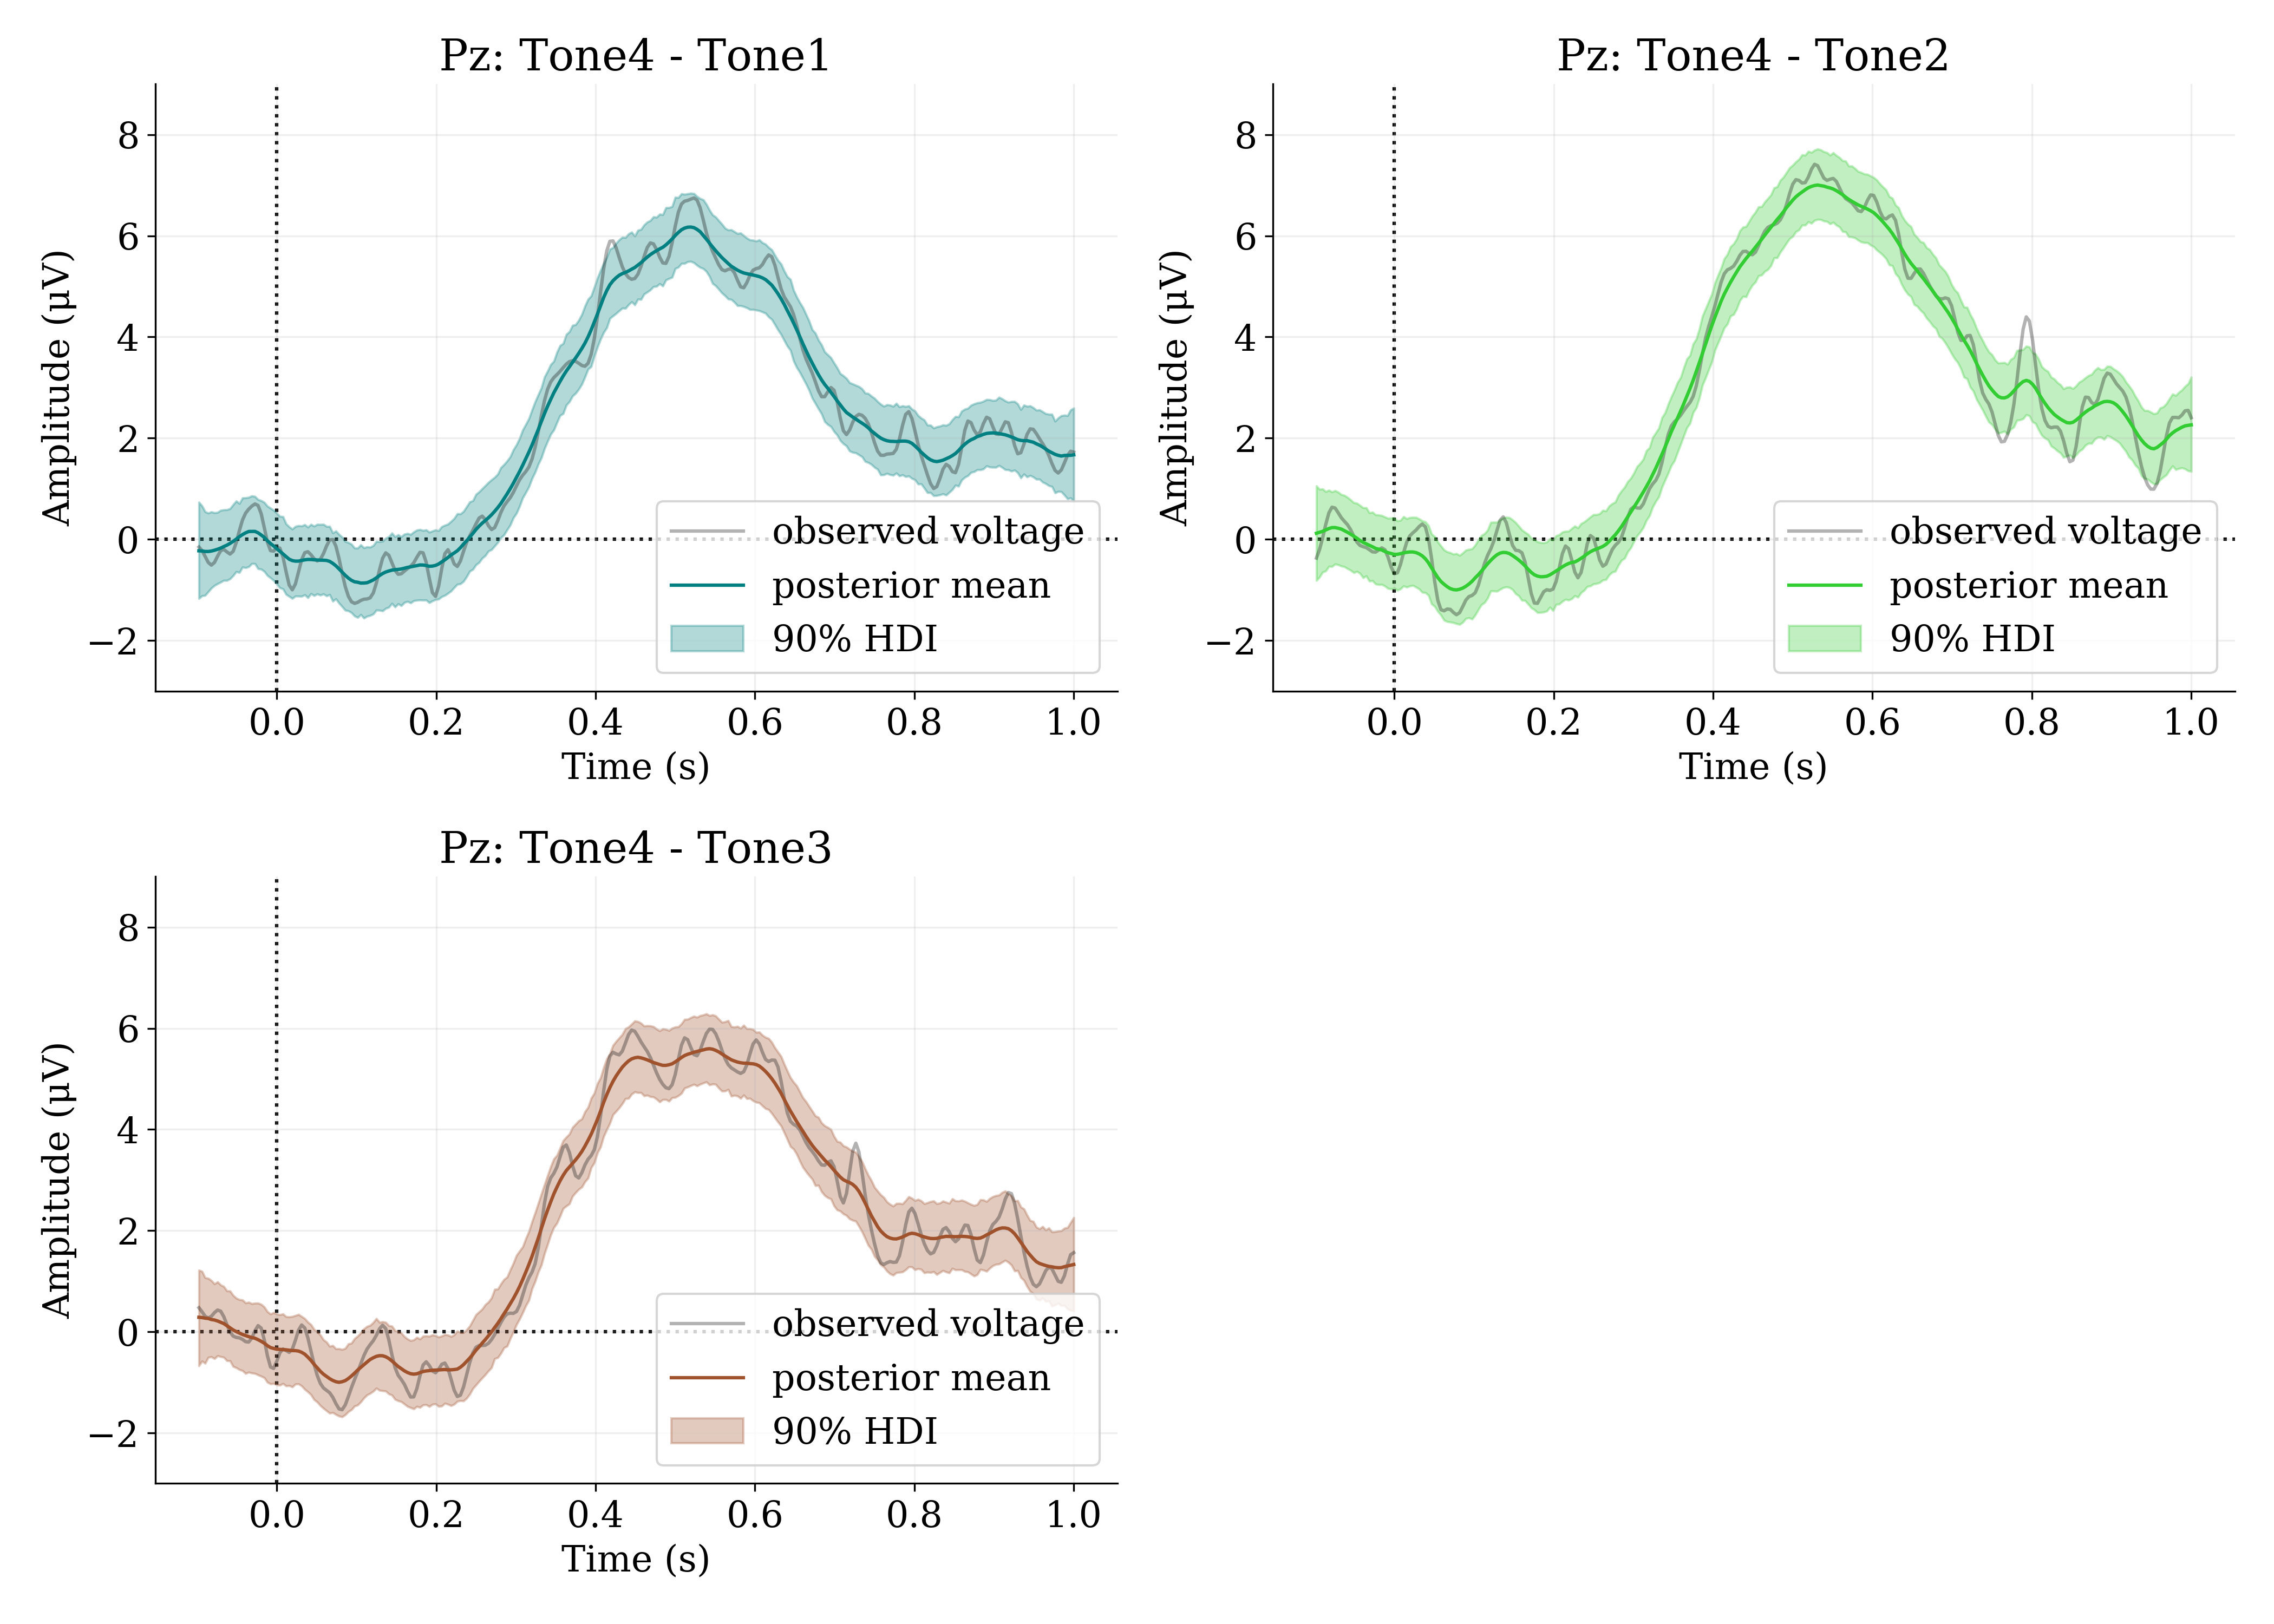 Pz: Tone4 - Tone1
Amplitude (μV)
8
6
4
2
0
−2
0.0 0.2 0.4 0.6 0.8 1.0
Time (s)
observed voltage
posterior mean
90% HDI
Pz: Tone4 - Tone2
Amplitude (μV)
8
6
4
2
0
−2
0.0 0.2 0.4 0.6 0.8 1.0
Time (s)
observed voltage
posterior mean
90% HDI
Pz: Tone4 - Tone3
Amplitude (μV)
8
6
4
2
0
−2
0.0 0.2 0.4 0.6 0.8 1.0
Time (s)
observed voltage
posterior mean
90% HDI